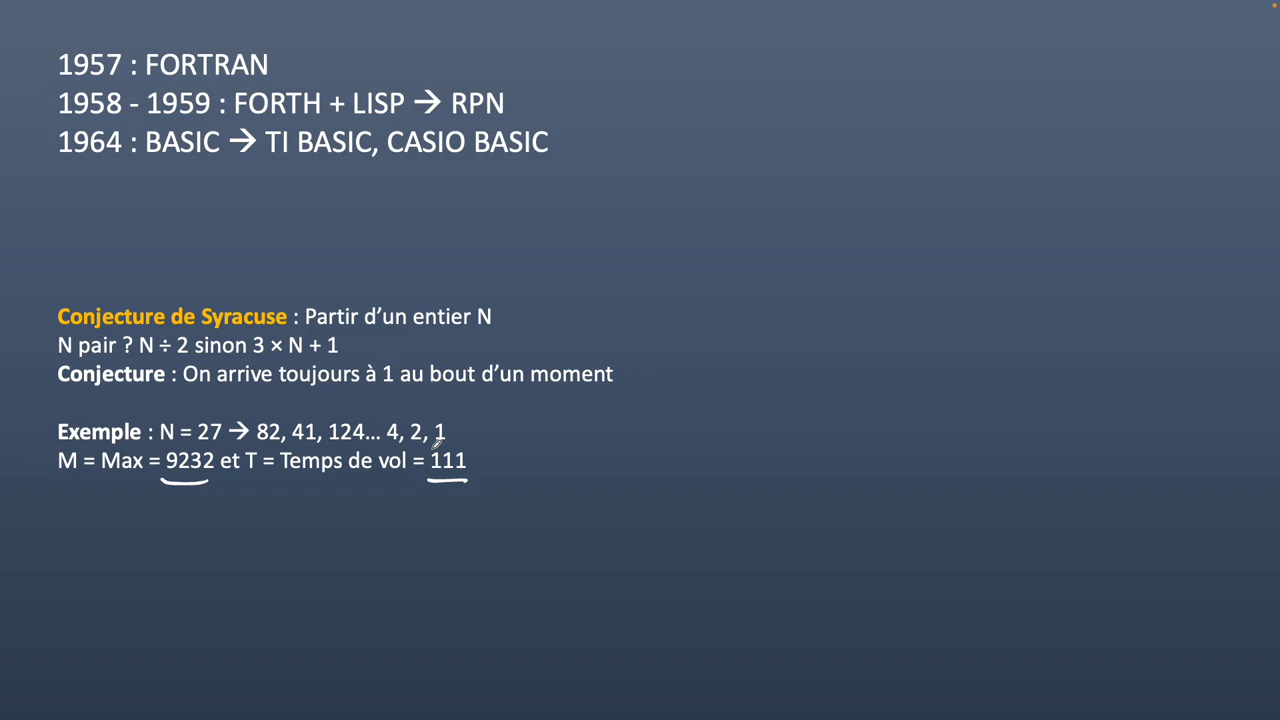 1957 : FORTRAN
1958 - 1959 : FORTH + LISP → RPN
1964 : BASIC → TI BASIC, CASIO BASIC
Conjecture de Syracuse : Partir d’un entier N
N pair ? N ÷ 2 sinon 3 × N + 1
Conjecture : On arrive toujours à 1 au bout d’un moment
Exemple : N = 27 → 82, 41, 124… 4, 2, 1
M = Max = 9232 et T = Temps de vol = 111